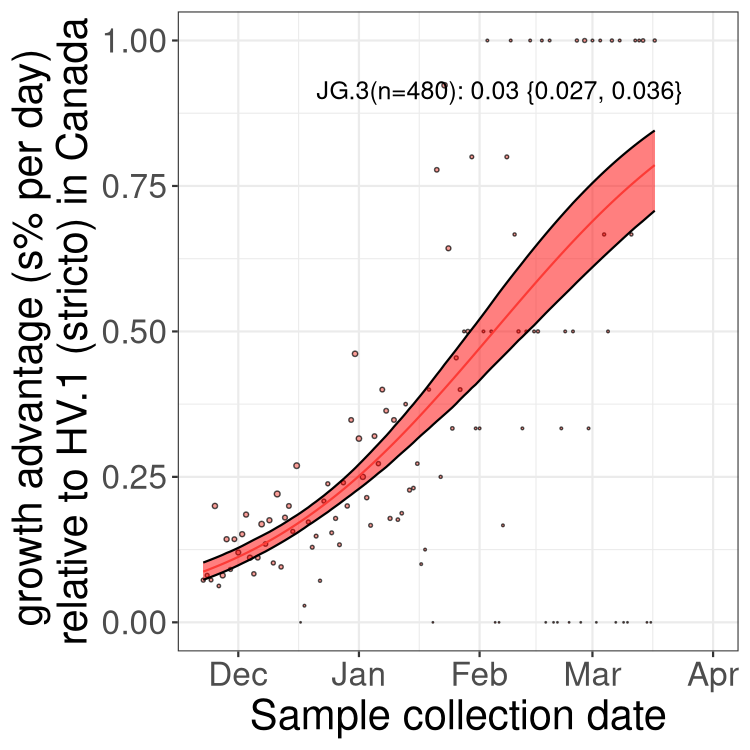 growth advantage (s% per day)
relative to HV.1 (stricto) in Canada
1.00
0.75
0.50
0.25
0.00
JG.3(n=480): 0.03 {0.027, 0.036}
Dec Jan Feb Mar Apr
Sample collection date